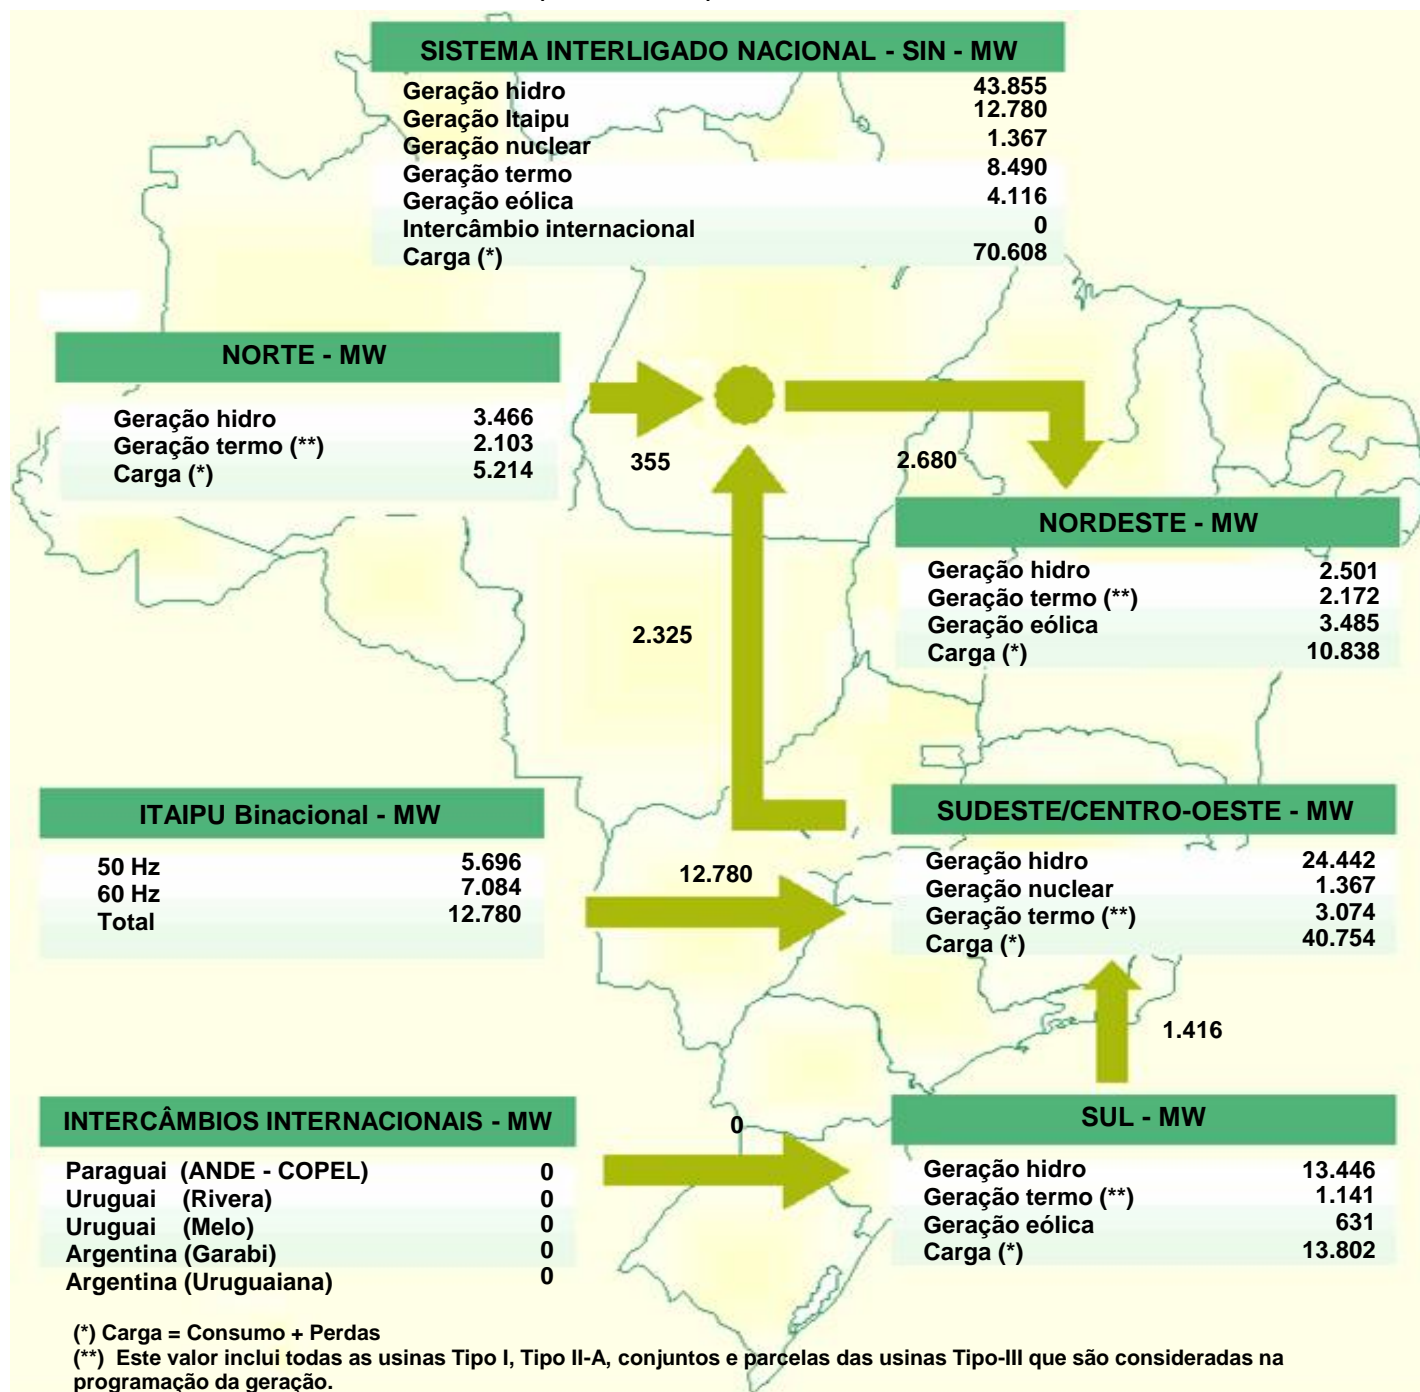 SISTEMA INTERLIGADO NACIONAL - SIN - MW
Geração hidro 43.855
Geração Itaipu 12.780
Geração nuclear 1.367
Geração termo 8.490
Geração eólica 4.116
Intercâmbio internacional 0
Carga (*) 70.608
NORTE - MW
Geração hidro 3.466
Geração termo (**) 2.103
Carga (*) 5.214
355
2.680
NORDESTE - MW
Geração hidro 2.501
Geração termo (**) 2.172
Geração eólica 3.485
Carga (*) 10.838
2.325
ITAIPU Binacional - MW
50 Hz 5.696
60 Hz 7.084
Total 12.780
12.780
SUDESTE/CENTRO-OESTE - MW
Geração hidro 24.442
Geração nuclear 1.367
Geração termo (**) 3.074
Carga (*) 40.754
1.416
INTERCÂMBIOS INTERNACIONAIS - MW
Paraguai (ANDE - COPEL) 0
Uruguai (Rivera) 0
Uruguai (Melo) 0
Argentina (Garabi) 0
Argentina (Uruguaiana) 0
0
SUL - MW
Geração hidro 13.446
Geração termo (**) 1.141
Geração eólica 631
Carga (*) 13.802
(*) Carga = Consumo + Perdas
(**) Este valor inclui todas as usinas Tipo I, Tipo II-A, conjuntos e parcelas das usinas Tipo-III que são consideradas na
programação da geração.